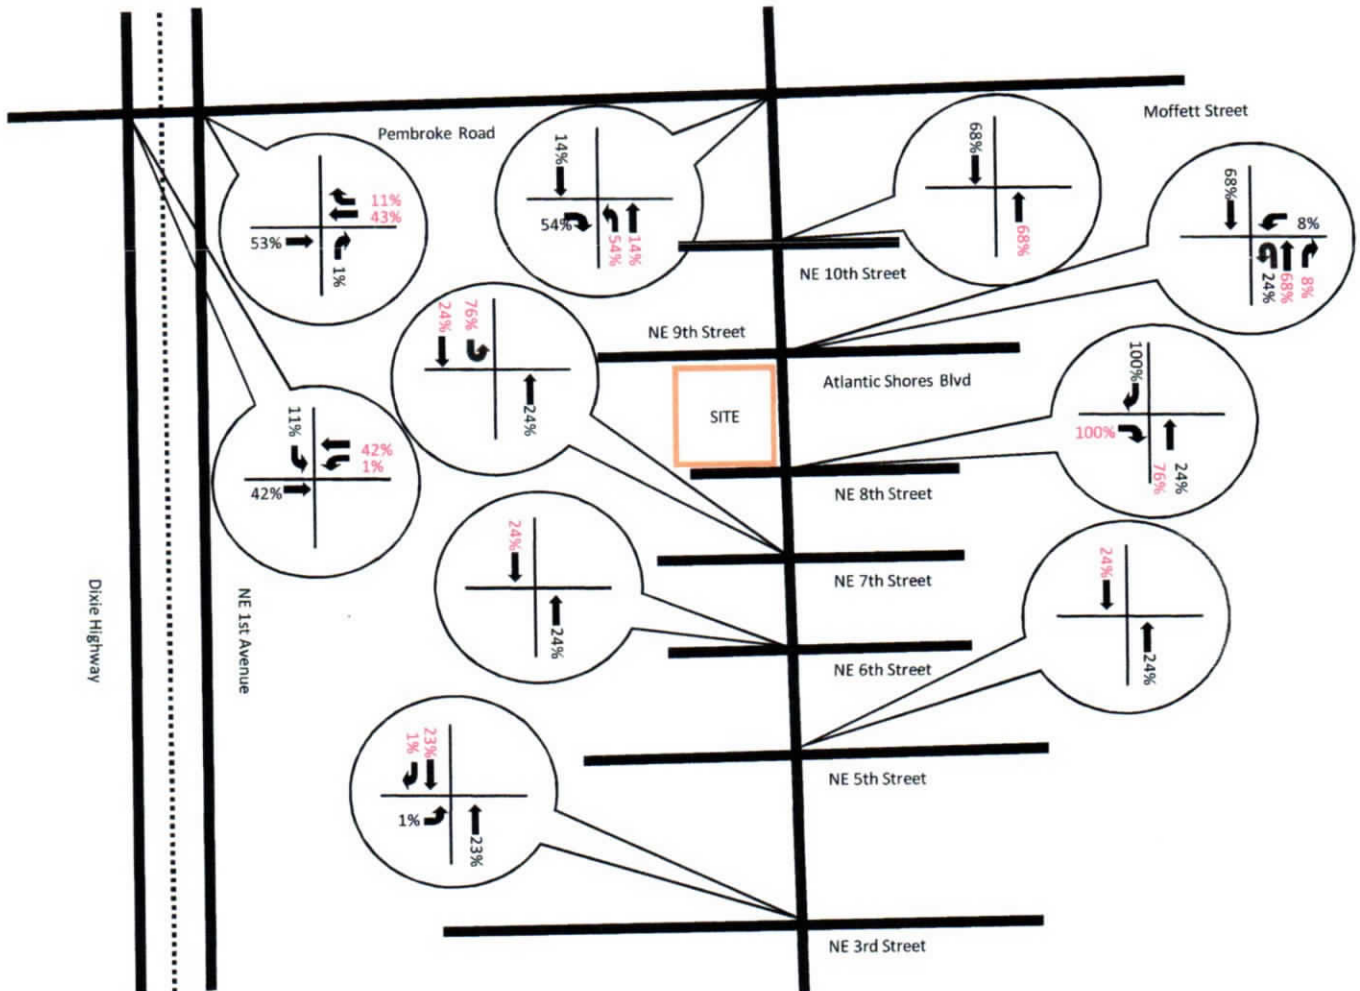 Moffett Street
Pembroke Road
11%
43%
53%
1%
14%
54%
54%
14%
68%
68%
68%
8%
24%
68%
8%
NE 10th Street
NE 9th Street
Atlantic Shores Blvd
SITE
24%
76%
24%
100%
100%
24%
76%
11%
42%
1%
42%
NE 8th Street
24%
24%
NE 7th Street
24%
24%
NE 6th Street
Dixie Highway
NE 1st Avenue
1%
23%
1%
23%
NE 5th Street
NE 3rd Street